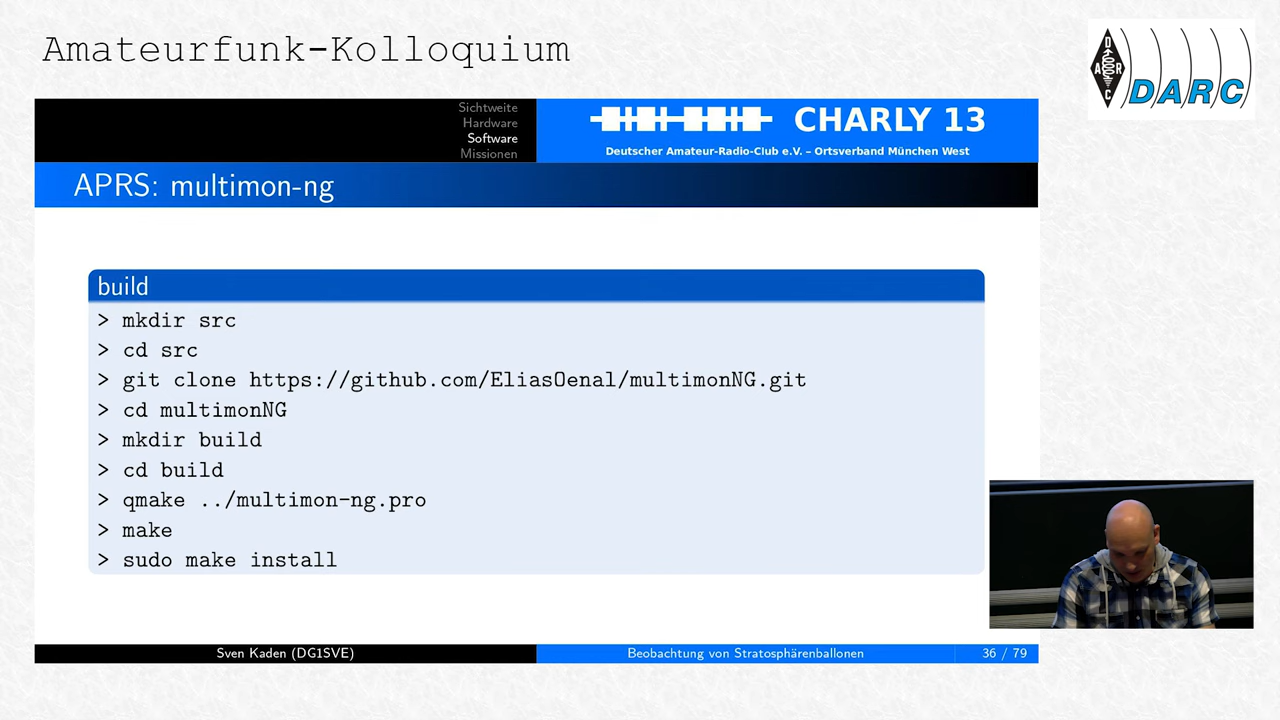 Amateurfunk-Kolloquium
DARC
DARC
Sichtweite
Hardware
Software
Missionen
CHARLY 13
Deutscher Amateur-Radio-Club e.V. – Ortsverband München West
APRS: multimon-ng
build
> mkdir src
> cd src
> git clone https://github.com/EliasOenal/multimonNG.git
> cd multimonNG
> mkdir build
> cd build
> qmake ../multimon-ng.pro
> make
> sudo make install
Sven Kaden (DG1SVE)
Beobachtung von Stratosphärenballonen
36 / 79